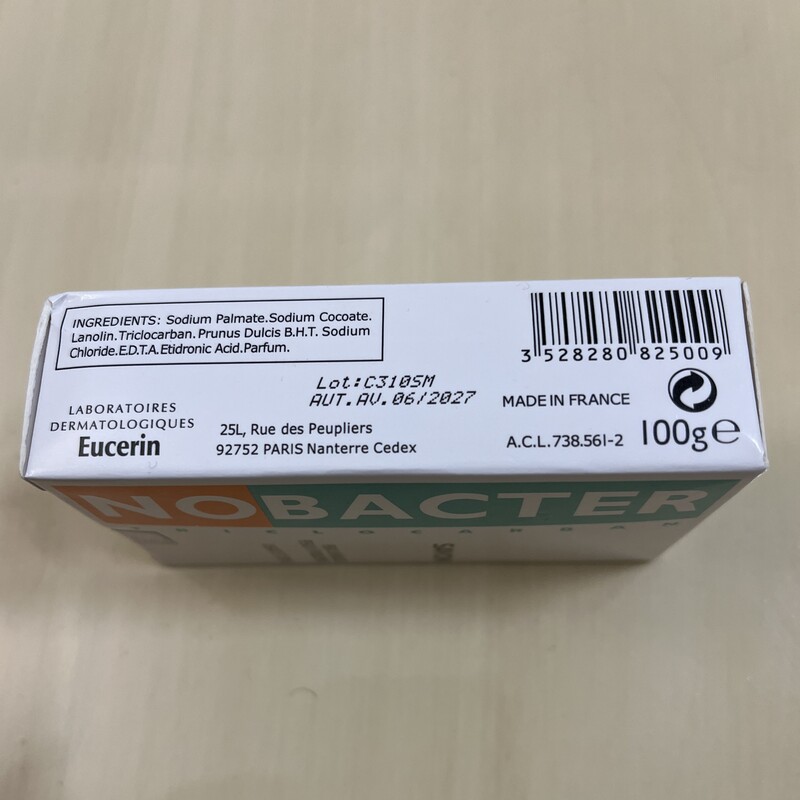 INGREDIENTS: Sodium Palmate.Sodium Cocoate.
Lanolin.Triclocarban.Prunus Dulcis B.H.T. Sodium
Chloride.E.D.T.A.Etidronic Acid.Parfum.
3 528280 825009
Lot:C310SM
AUT.AV.06/2027
MADE IN FRANCE
LABORATOIRES
DERMATOLOGIQUES
Eucerin
25L, Rue des Peupliers
92752 PARIS Nanterre Cedex
A.C.L.738.561-2
100g e
NOBACTER
TRICLOCARBAN